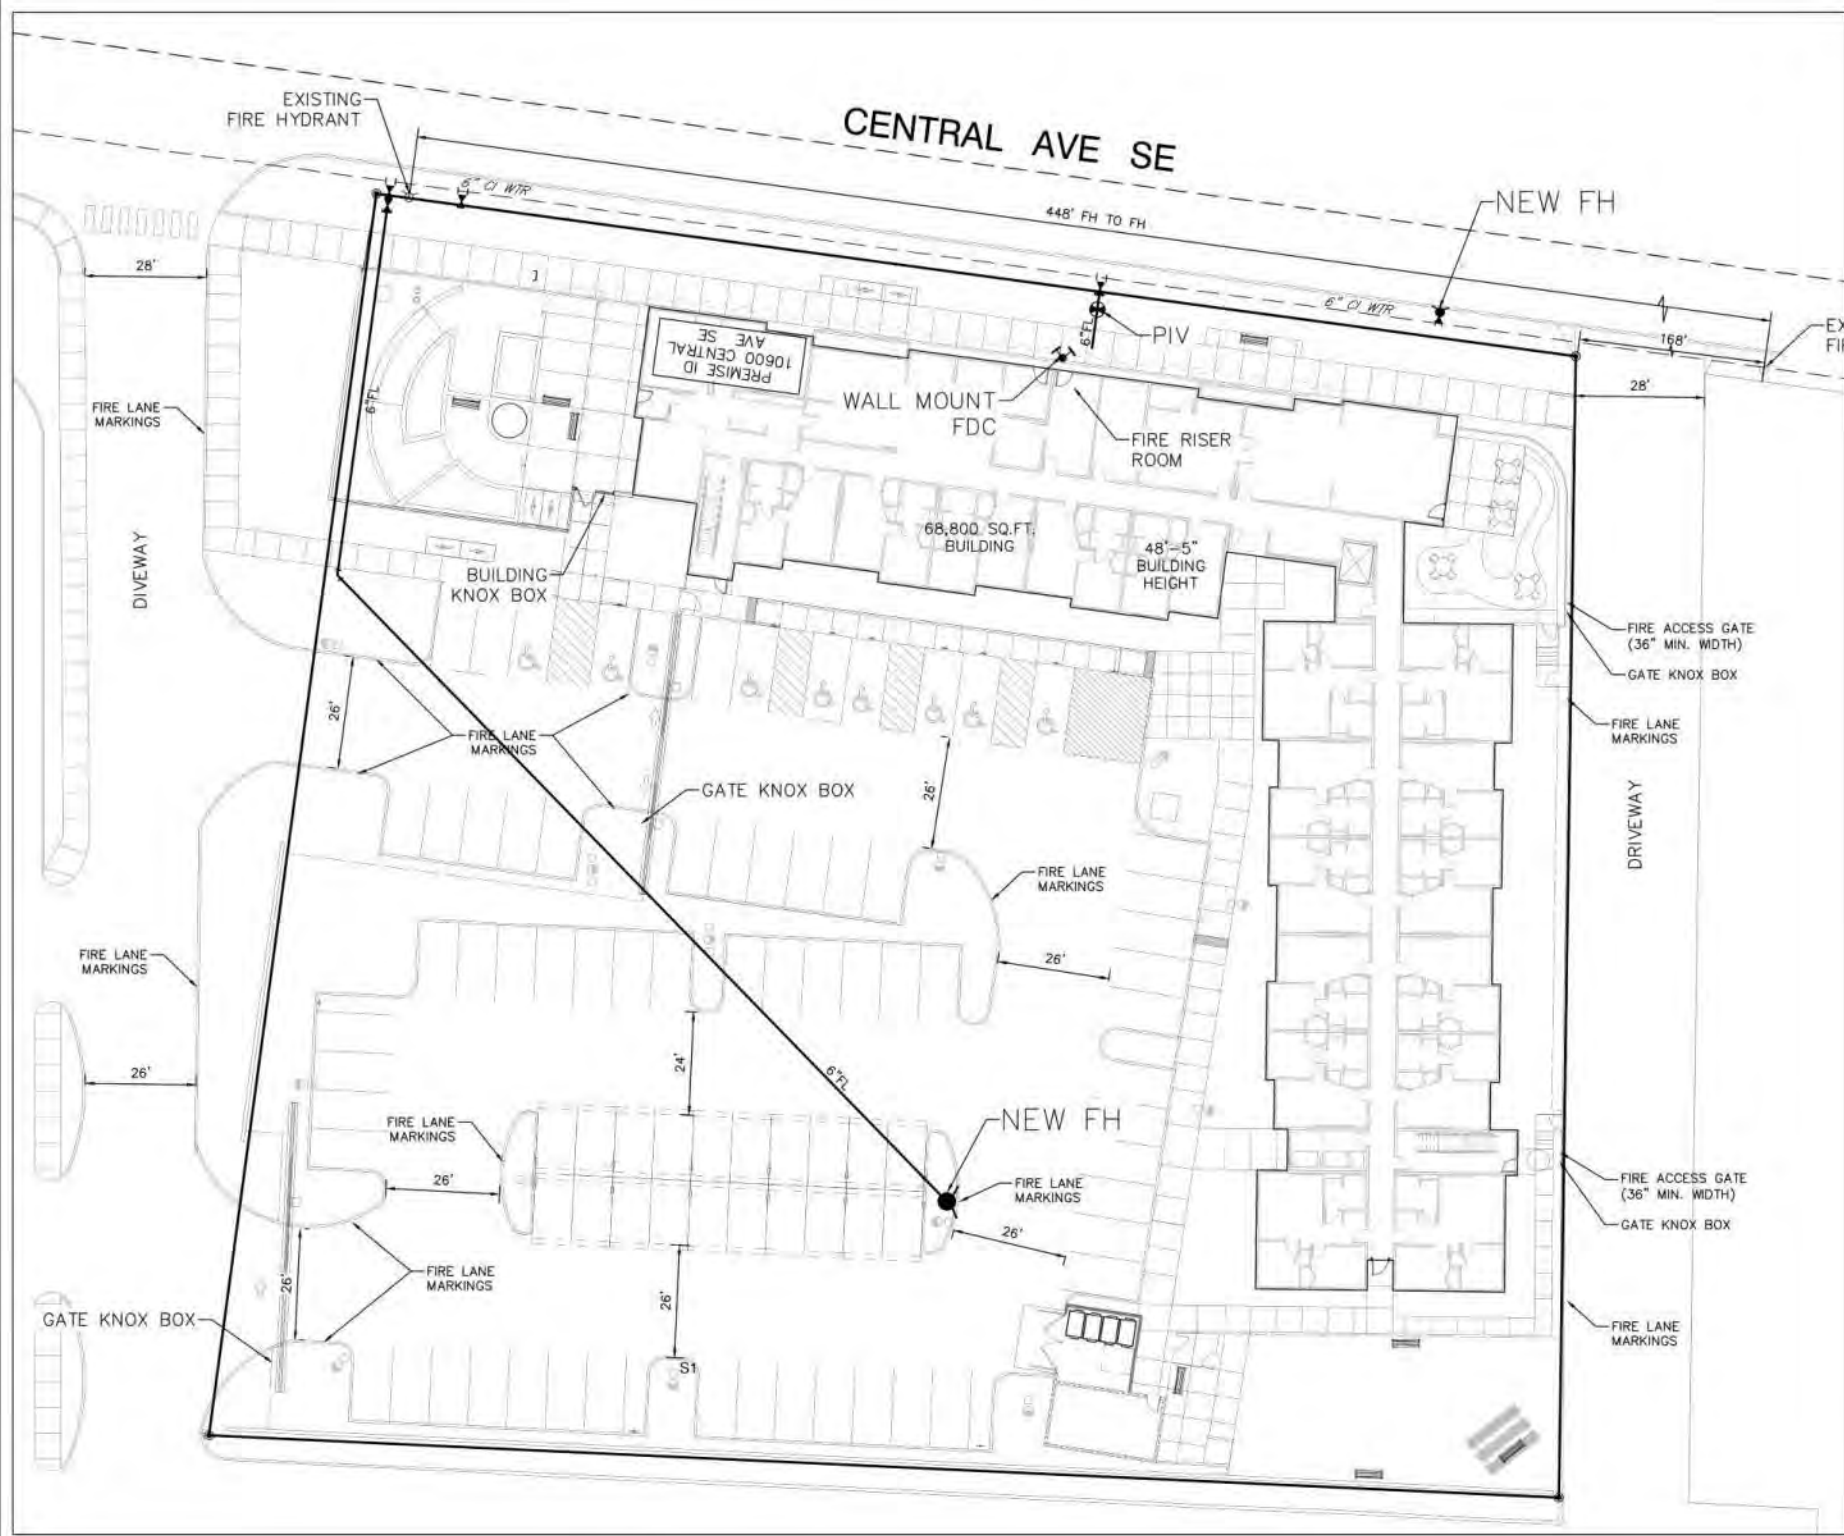 EXISTING
FIRE HYDRANT
CENTRAL AVE SE
6" CI WTR
448' FH TO FH
NEW FH
28'
6" CI WTR
PIV
6"FL
168'
EX
FI
28'
PREMISE ID
10600 CENTRAL
AVE SE
WALL MOUNT
FDC
FIRE RISER
ROOM
6"FL
FIRE LANE
MARKINGS
68,800 SQ.FT.
BUILDING
48'-5"
BUILDING
HEIGHT
DIVEWAY
BUILDING
KNOX BOX
FIRE ACCESS GATE
(36" MIN. WIDTH)
GATE KNOX BOX
FIRE LANE
MARKINGS
26'
FIRE LANE
MARKINGS
GATE KNOX BOX
26'
DRIVEWAY
FIRE LANE
MARKINGS
FIRE LANE
MARKINGS
26'
26'
24'
6"FL
FIRE LANE
MARKINGS
NEW FH
26'
FIRE LANE
MARKINGS
FIRE ACCESS GATE
(36" MIN. WIDTH)
GATE KNOX BOX
26'
26'
FIRE LANE
MARKINGS
26'
GATE KNOX BOX
S1
FIRE LANE
MARKINGS